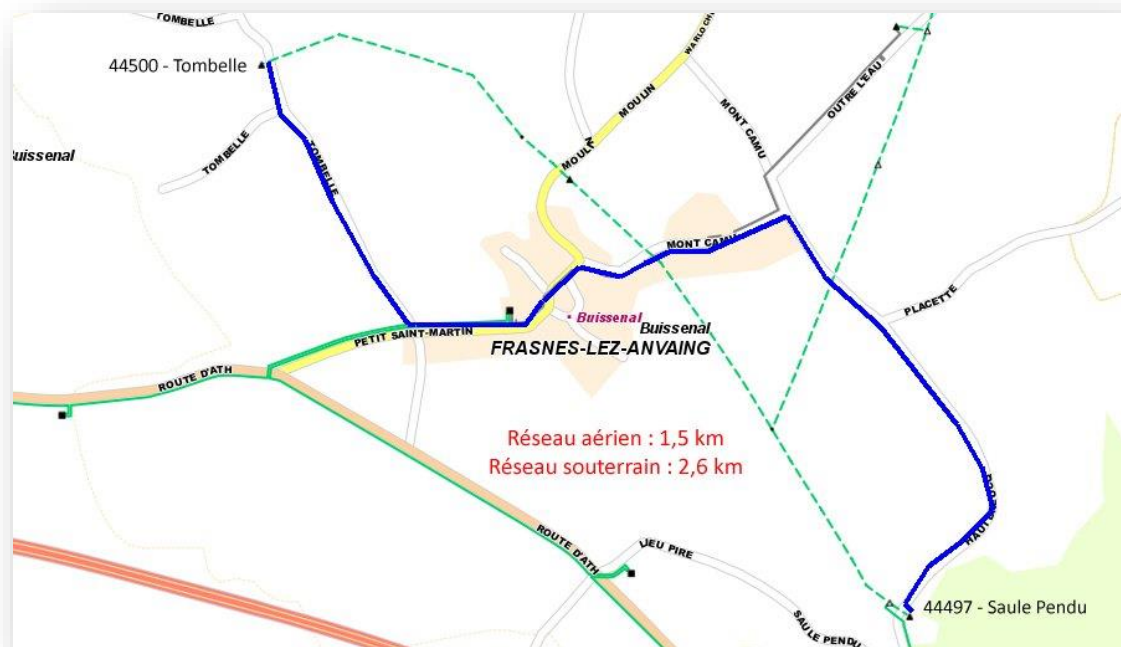 TOMBELLE
44500 - Tombelle
TOMBELLE
TOMBELLE
Buissenal
MOULIN
MOULIN
MONT CAMU
OUTRE L'EAU
MONT CAMU
PLACETTE
PETIT SAINT-MARTIN
Buissenal
Buissenal
FRASNES-LEZ-ANVAING
ROUTE D'ATH
Réseau aérien : 1,5 km
Réseau souterrain : 2,6 km
ROUTE D'ATH
LIEU PIRE
SAULE PENDU
44497 - Saule Pendu